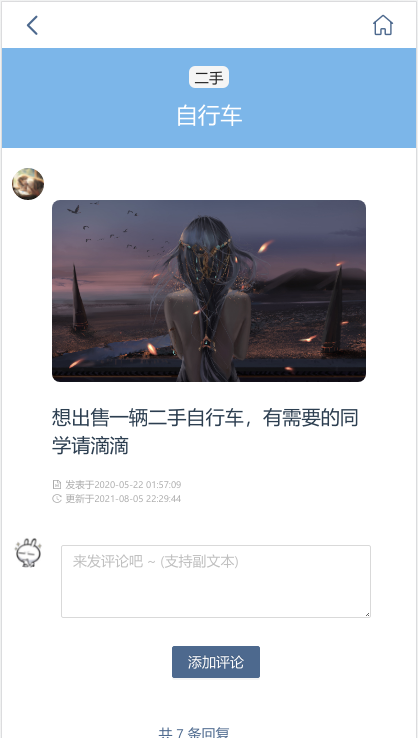 二手
自行车
想出售一辆二手自行车，有需要的同
学请滴滴
发表于2020-05-22 01:57:09
更新于2021-08-05 22:29:44
来发评论吧 ~ (支持副文本)
添加评论
共 7 条回复